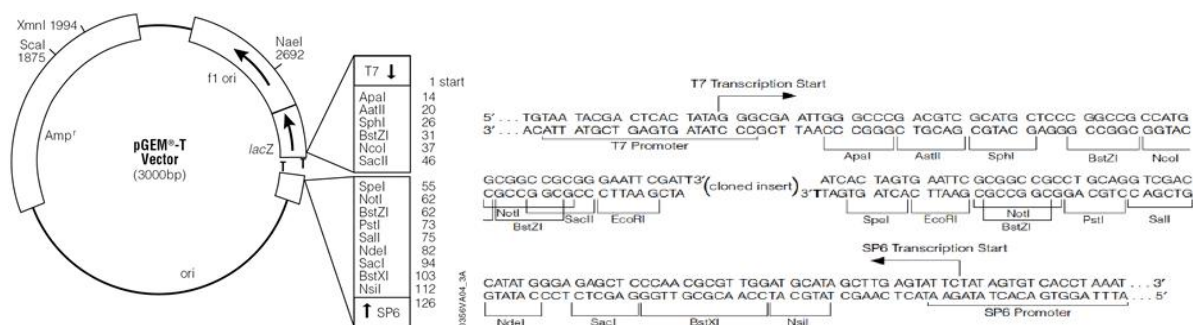 XmnI 1994
ScaI
1875
NaeI
2692
f1 ori
Ampʳ
pGEM®-T
Vector
(3000bp)
lacZ
T
T
ori
T7 ↓
1 start
ApaI 14
AatII 20
SphI 26
BstZI 31
NcoI 37
SacII 46
SpeI 55
NotI 62
BstZI 62
PstI 73
SalI 75
NdeI 82
SacI 94
BstXI 103
NsiI 112
126
↑ SP6
0356VA04_3A
T7 Transcription Start
5′ ... TGTAA TACGA CTCAC TATAG GGCGA ATTGG GCCCG ACGTC GCATG CTCCC GGCCG CCATG
3′ ... ACATT ATGCT GAGTG ATATC CCGCT TAACC CGGGC TGCAG CGTAC GAGGG CCGGC GGTAC
T7 Promoter
ApaI AatII SphI BstZI NcoI
GCGGC CGCGG GAATT CGATT3′ (cloned insert) ATCAC TAGTG AATTC GCGGC CGCCT GCAGG TCGAC
CGCCG GCGCC CTTAA GCTA 3′TTAGTG ATCAC TTAAG CGCCG GCGGA CGTCC AGCTG
NotI SacII EcoRI SpeI EcoRI NotI PstI SalI
BstZI BstZI
SP6 Transcription Start
CATAT GGGA GAGCT CCCAA CGCGT TGGAT GCATA GCTTG AGTAT TCTAT AGTGT CACCT AAAT ... 3′
GTATA CCCT CTCGAG GGTT GCGCA ACCTA CGTAT CGAAC TCATA AGATA TCACA GTGGA TTTA ... 5′
NdeI SacI BstXI NsiI SP6 Promoter